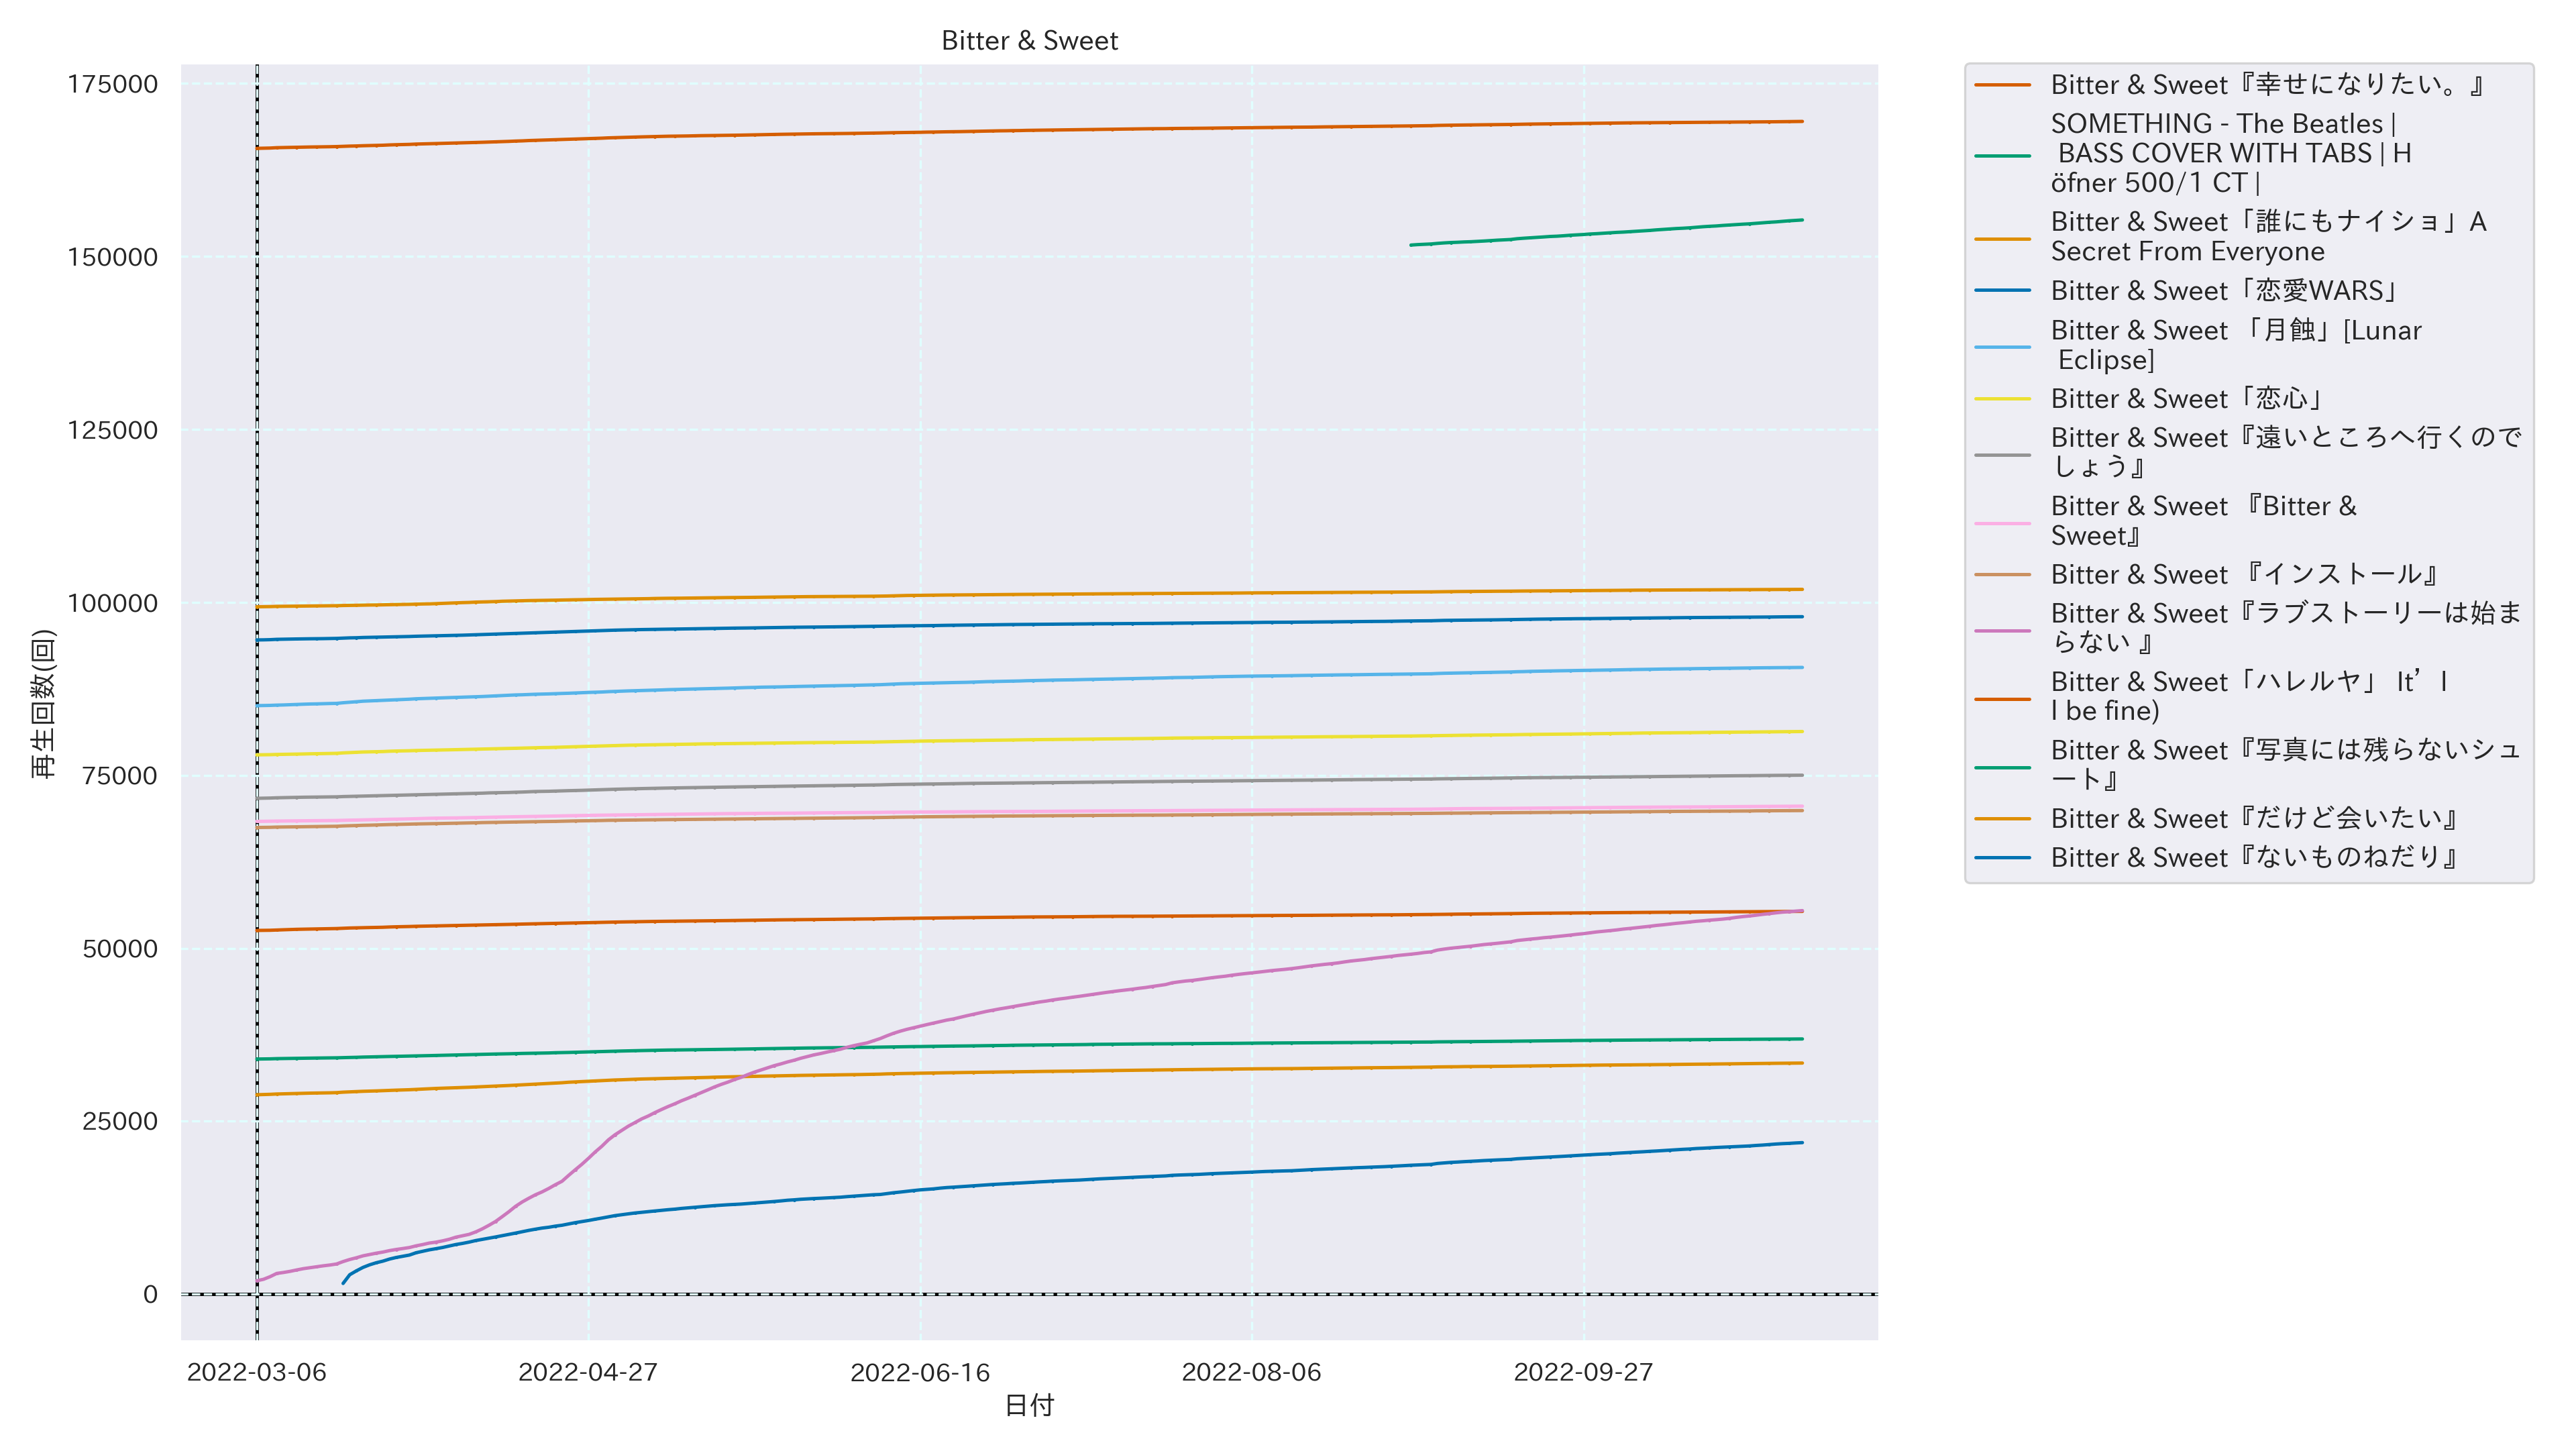 Bitter & Sweet
175000
150000
125000
100000
75000
50000
25000
0
再生回数(回)
2022-03-06
2022-04-27
2022-06-16
2022-08-06
2022-09-27
日付
Bitter & Sweet『幸せになりたい。』
SOMETHING - The Beatles |
BASS COVER WITH TABS | H
öfner 500/1 CT |
Bitter & Sweet「誰にもナイショ」A
Secret From Everyone
Bitter & Sweet「恋愛WARS」
Bitter & Sweet 「月蝕」[Lunar
Eclipse]
Bitter & Sweet「恋心」
Bitter & Sweet『遠いところへ行くので
しょう』
Bitter & Sweet 『Bitter &
Sweet』
Bitter & Sweet 『インストール』
Bitter & Sweet『ラブストーリーは始ま
らない 』
Bitter & Sweet「ハレルヤ」 It’l
l be fine)
Bitter & Sweet『写真には残らないシュ
ート』
Bitter & Sweet『だけど会いたい』
Bitter & Sweet『ないものねだり』